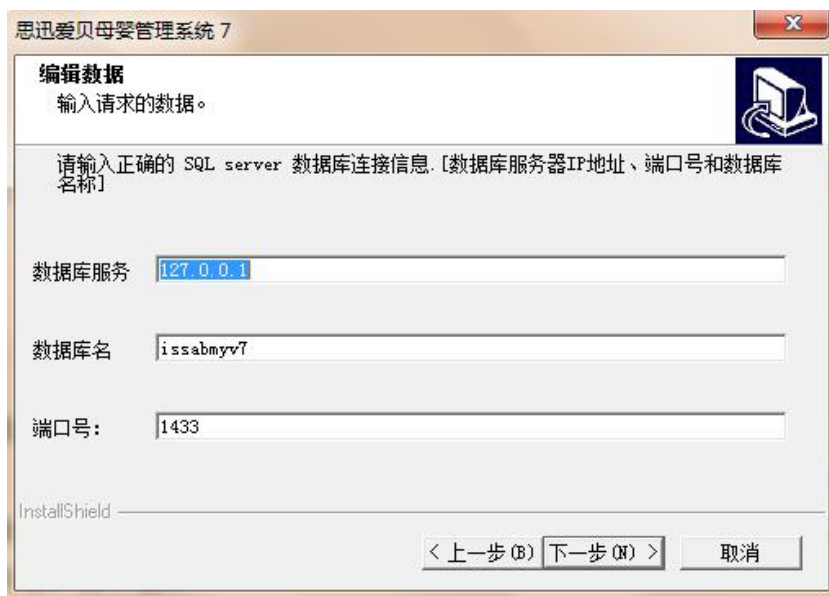 思迅爱贝母婴管理系统 7
编辑数据
输入请求的数据。
请输入正确的 SQL server 数据库连接信息.[数据库服务器IP地址、端口号和数据库
名称]
数据库服务
127.0.0.1
数据库名
issabmyv7
端口号:
1433
InstallShield
< 上一步(B)
下一步(N) >
取消